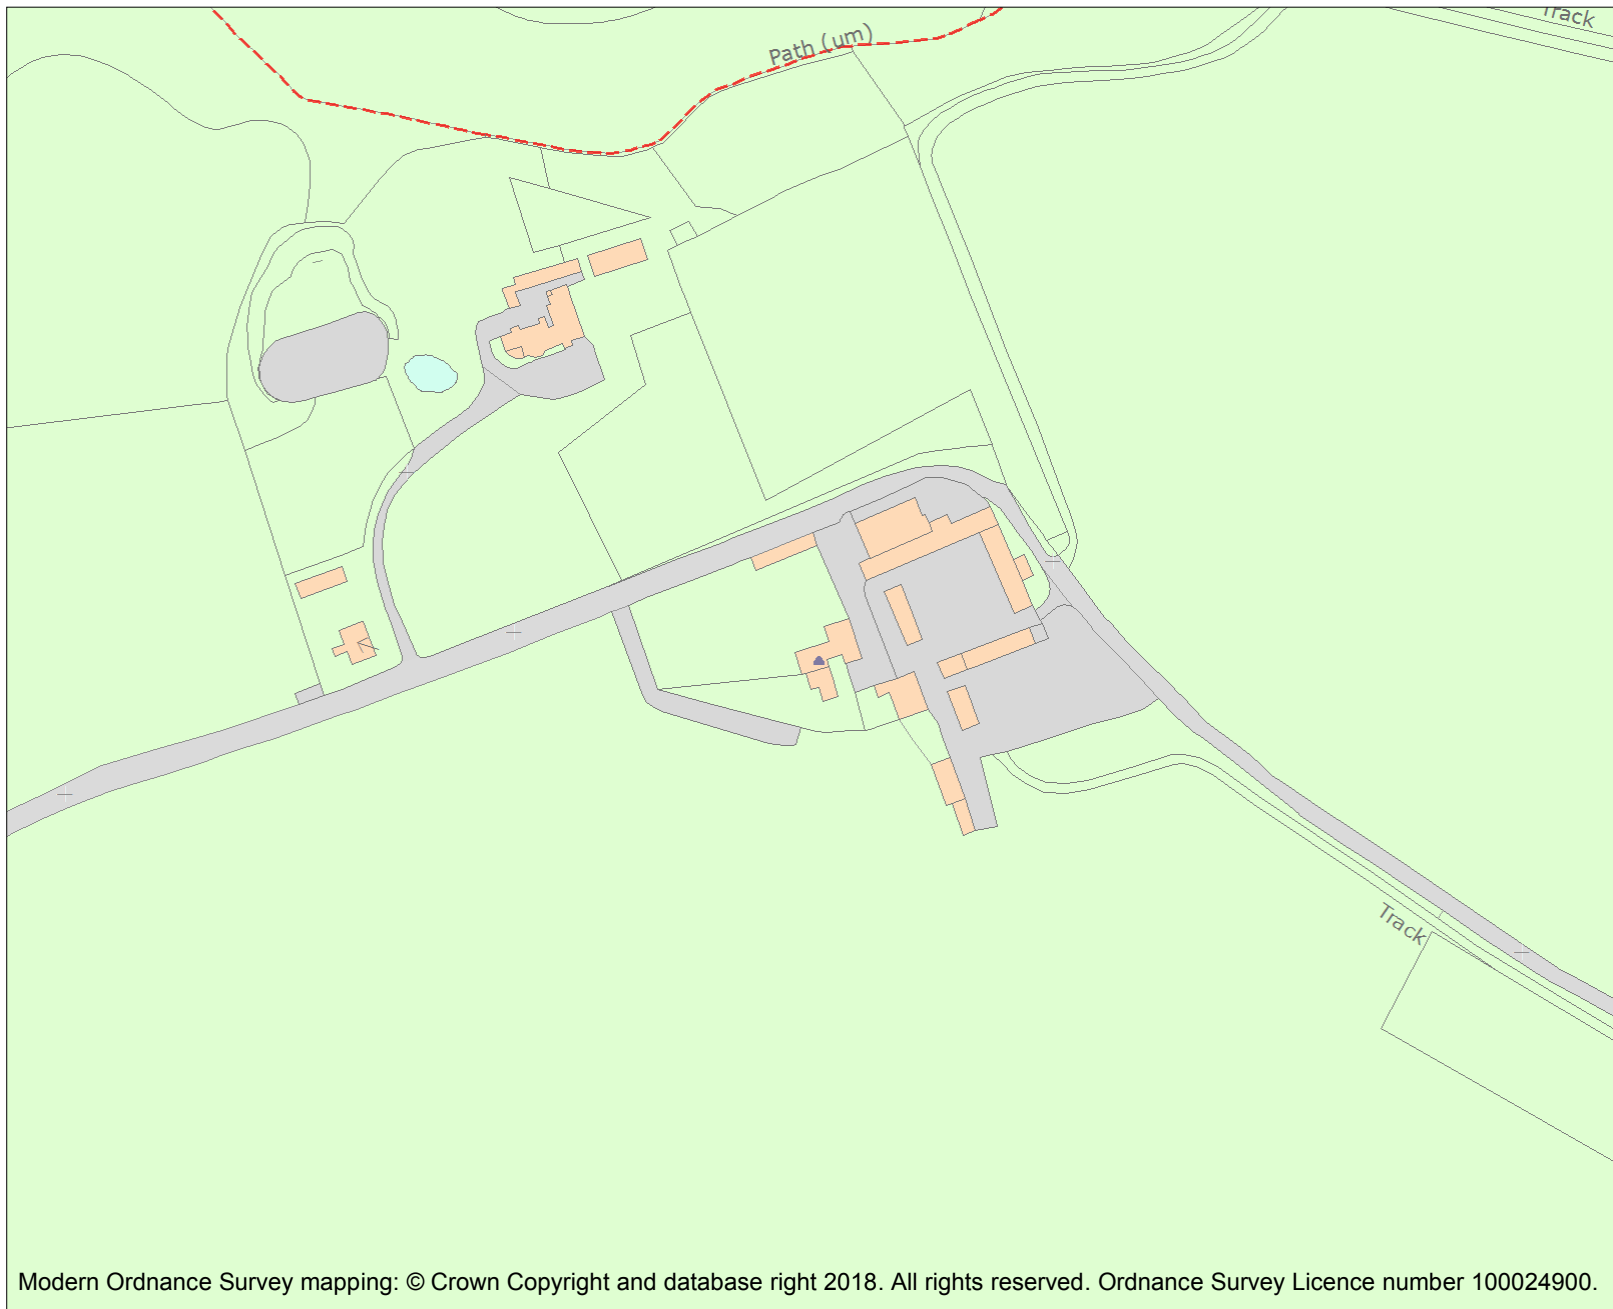 Track
Path (um)
Track
Modern Ordnance Survey mapping: © Crown Copyright and database right 2018. All rights reserved. Ordnance Survey Licence number 100024900.